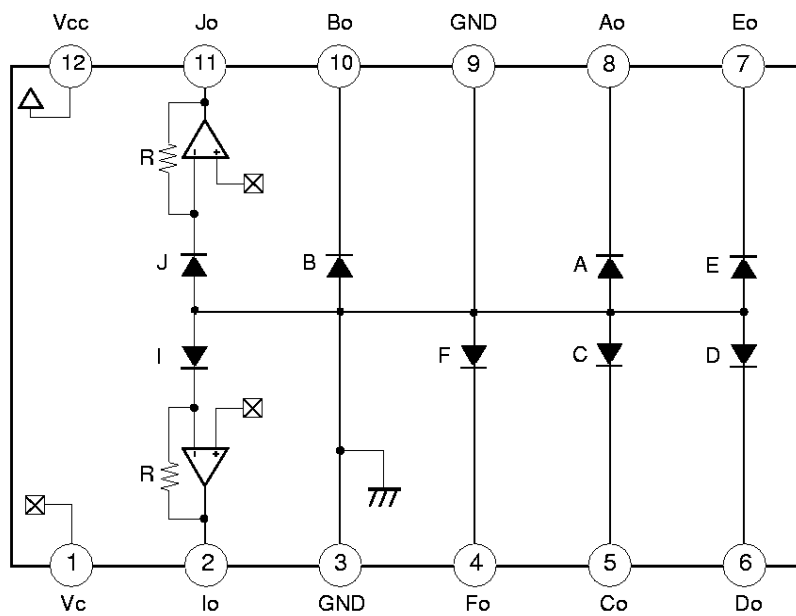 Vcc Jo Bo GND Ao Eo
12 11 10 9 8 7
R
- +
J B A E
I F C D
- +
R
1 2 3 4 5 6
Vc Io GND Fo Co Do